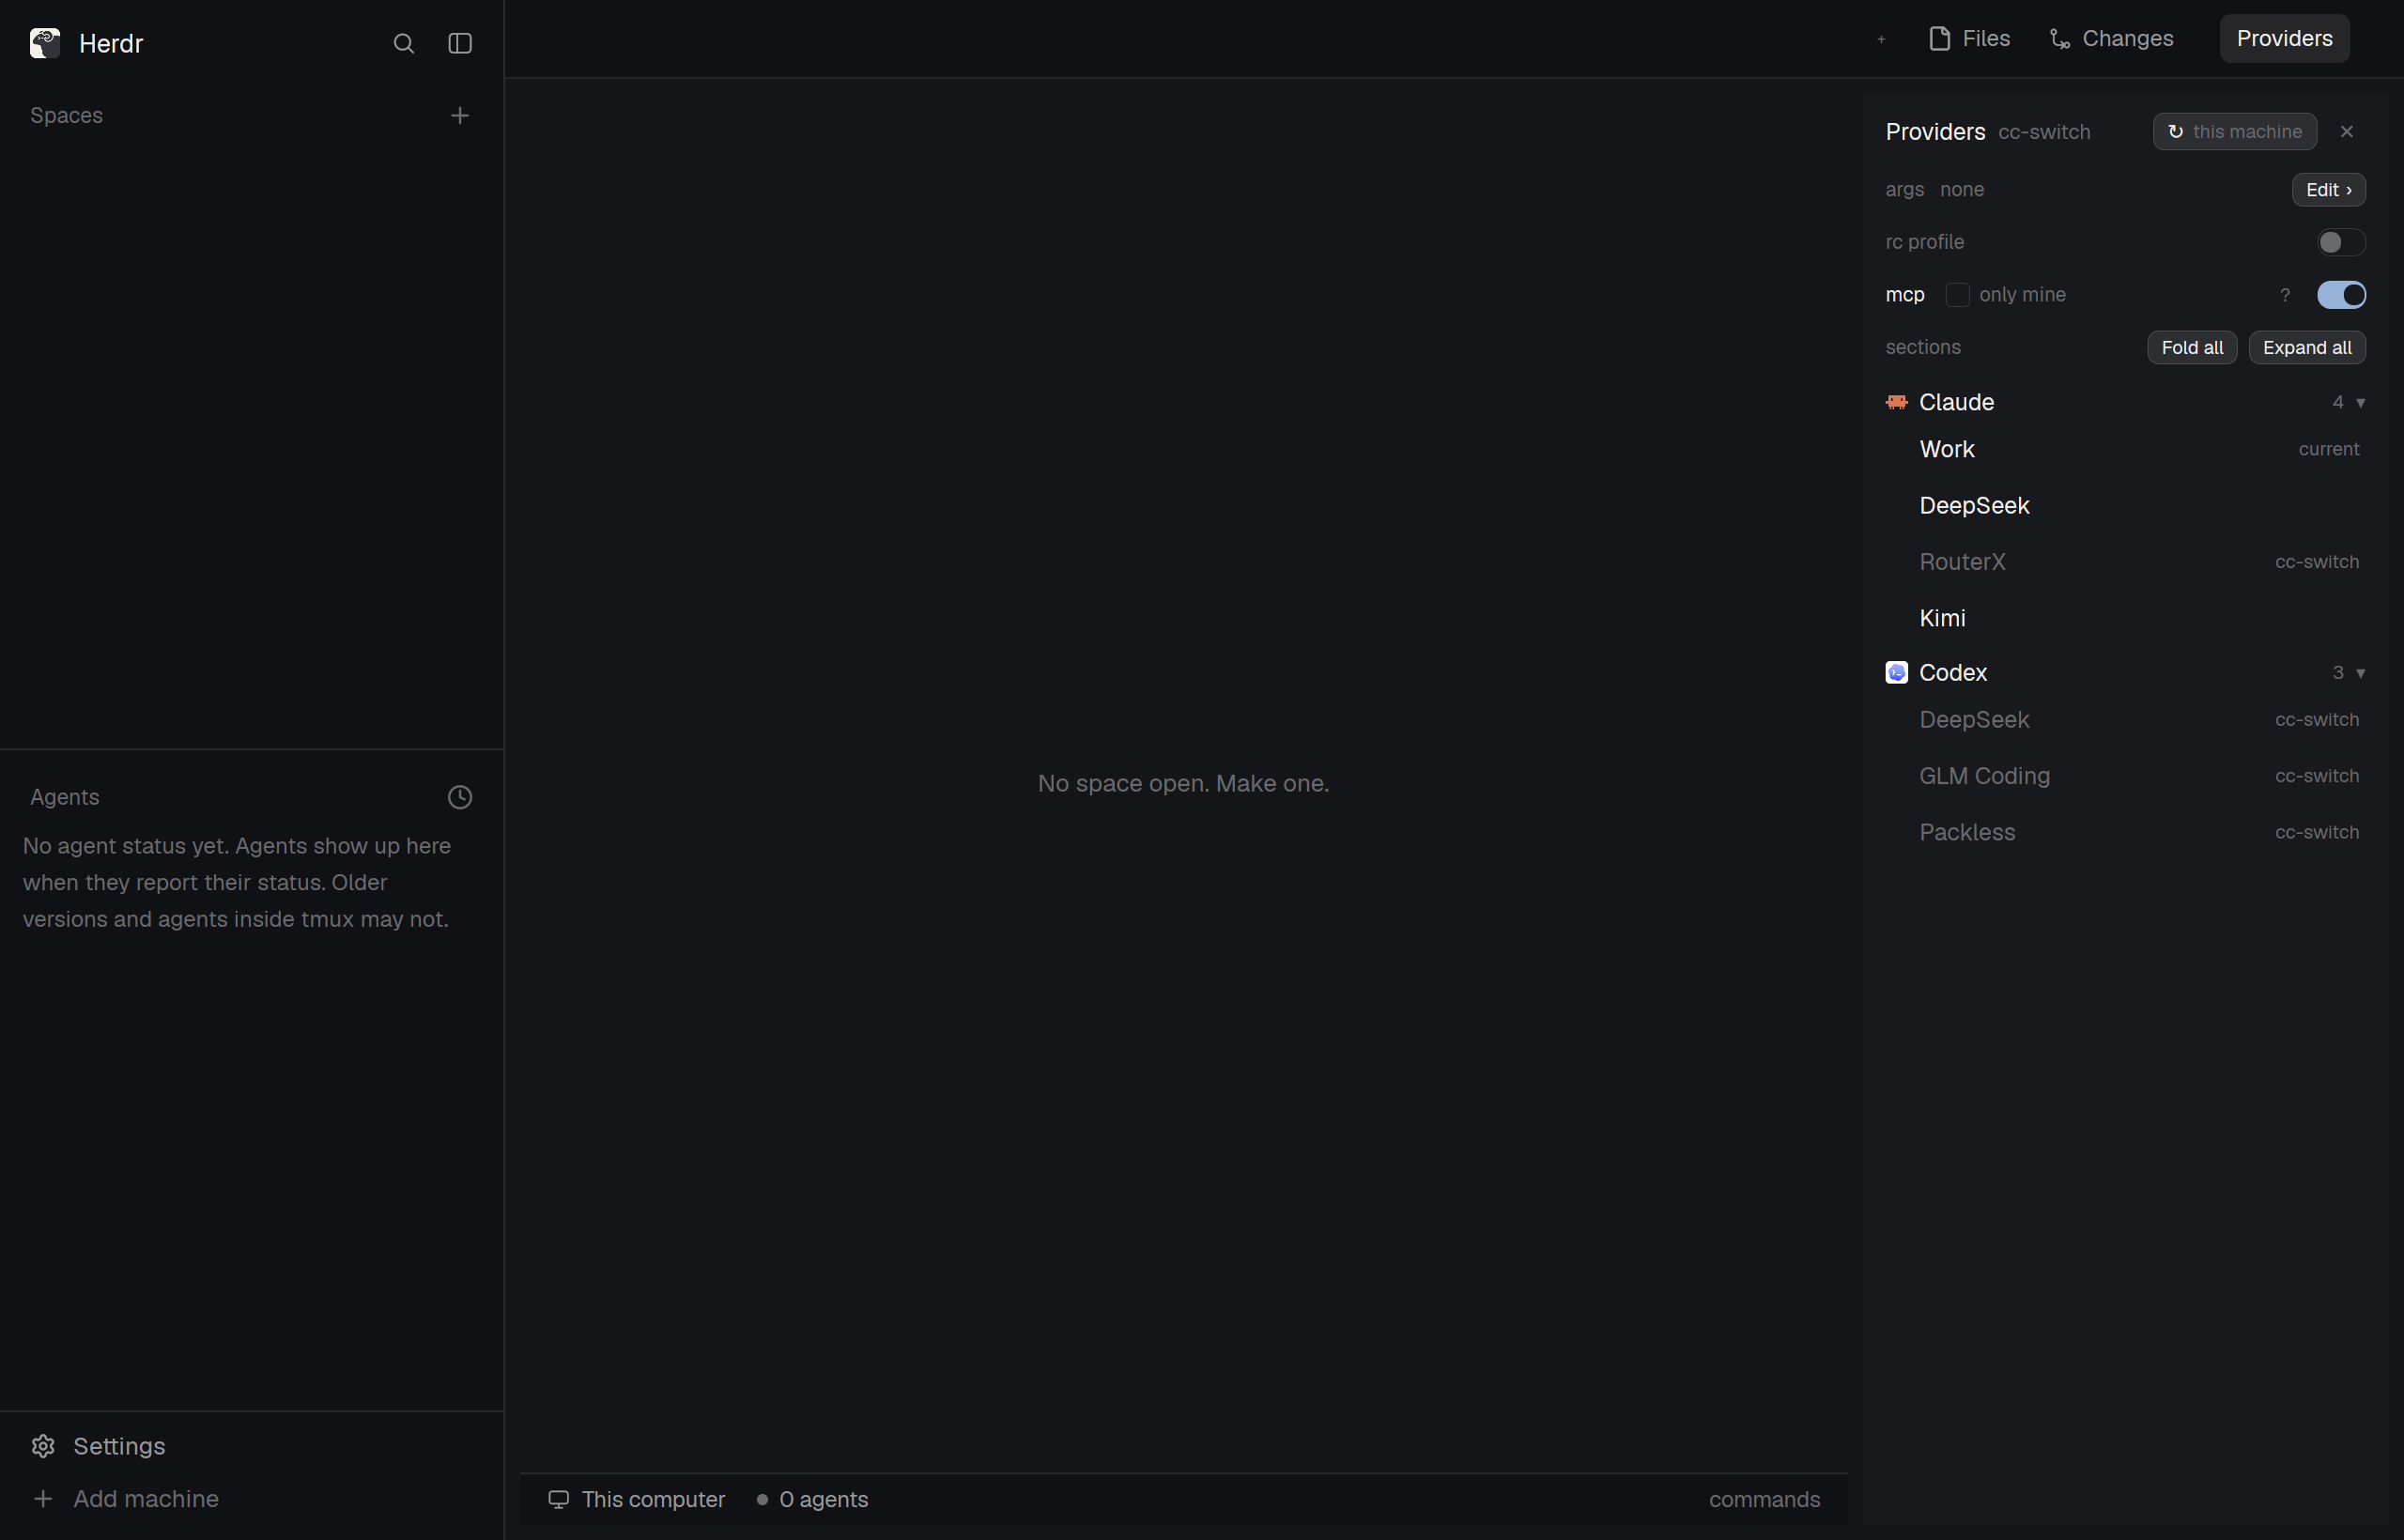 Herdr
Spaces
No space open. Make one.
Agents
No agent status yet. Agents show up here
when they report their status. Older
versions and agents inside tmux may not.
Settings
Add machine
This computer
0 agents
commands
Files
Changes
Providers
Providers cc-switch
↻ this machine ×
args none
Edit ›
rc profile
mcp only mine ?
sections
Fold all
Expand all
Claude 4 ▾
Work current
DeepSeek
RouterX cc-switch
Kimi
Codex 3 ▾
DeepSeek cc-switch
GLM Coding cc-switch
Packless cc-switch